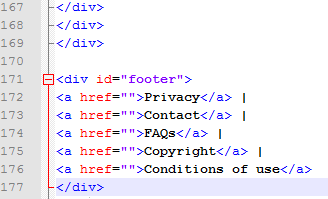 167 </div>
168 </div>
169 </div>
170
171 <div id="footer">
172 <a href="">Privacy</a> |
173 <a href="">Contact</a> |
174 <a href="">FAQs</a> |
175 <a href="">Copyright</a> |
176 <a href="">Conditions of use</a>
177 </div>